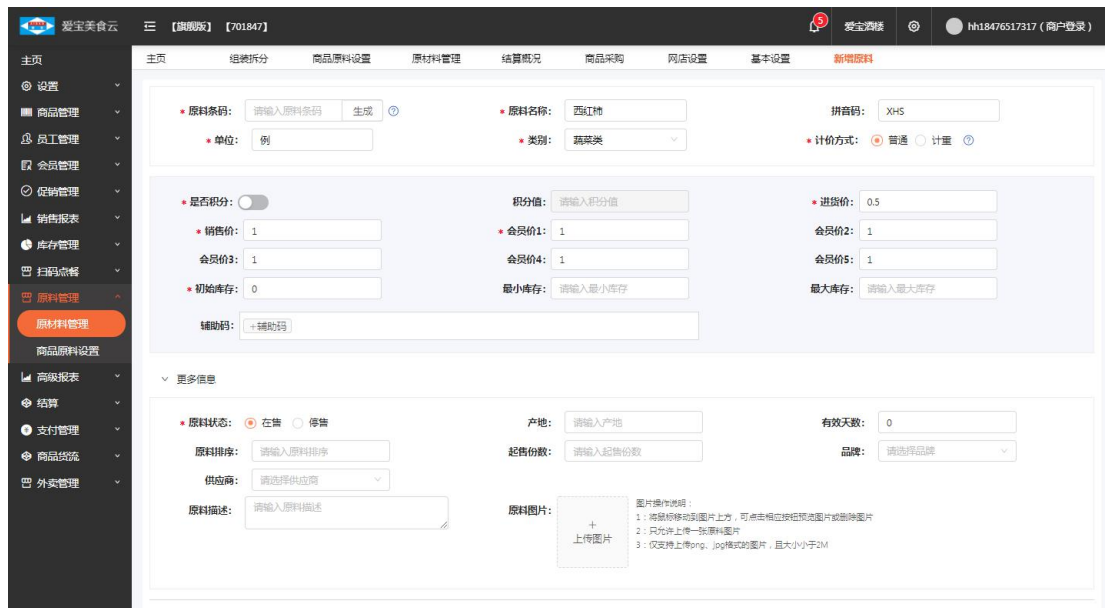 爱宝美食云 【旗舰版】 【701847】 5 爱宝酒楼 hh18476517317（商户登录）
主页 主页 组装拆分 商品原料设置 原材料管理 结算概况 商品采购 网店设置 基本设置 新增原料
设置
商品管理
员工管理
会员管理
促销管理
销售报表
库存管理
扫码点餐
原料管理
原材料管理
商品原料设置
高级报表
结算
支付管理
商品货流
外卖管理
* 原料条码: 请输入原料条码 生成 * 原料名称: 西红柿 拼音码: XHS
* 单位: 例 * 类别: 蔬菜类 * 计价方式: 普通 计重
* 是否积分: 积分值: 请输入积分值 * 进货价: 0.5
* 销售价: 1 * 会员价1: 1 会员价2: 1
会员价3: 1 会员价4: 1 会员价5: 1
* 初始库存: 0 最小库存: 请输入最小库存 最大库存: 请输入最大库存
辅助码: +辅助码
更多信息
* 原料状态: 在售 停售 产地: 请输入产地 有效天数: 0
原料排序: 请输入原料排序 起售份数: 请输入起售份数 品牌: 请选择品牌
供应商: 请选择供应商
原料描述: 请输入原料描述 原料图片: + 上传图片
图片操作说明：
1：将鼠标移动到图片上方，可点击相应按钮预览图片或删除图片
2：只允许上传一张原料图片
3：仅支持上传png、jpg格式的图片，且大小小于2M